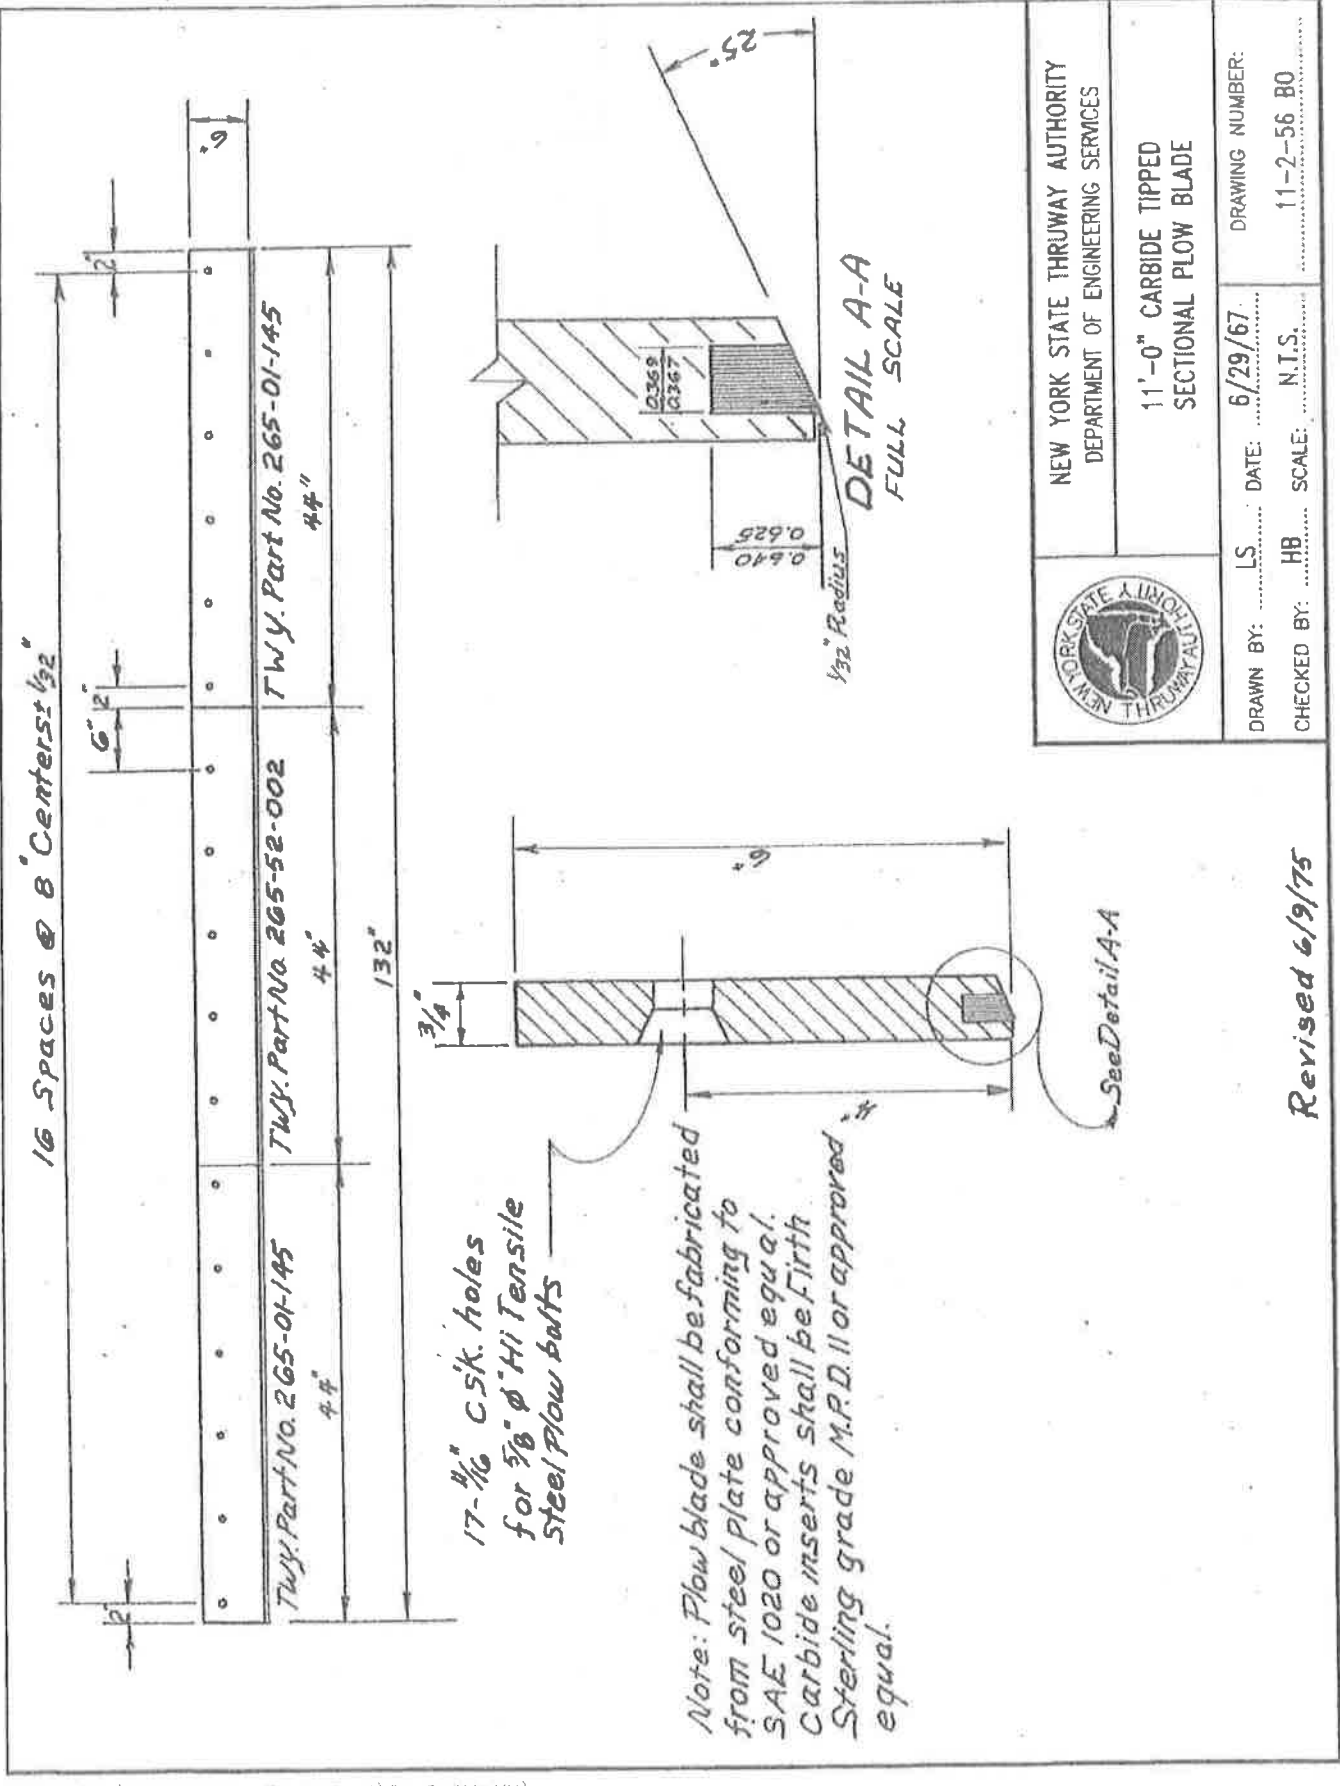 16 Spaces @ 8" Centers ± 1/32"
2"
6"
2"
2"
6"
TWY. Part No. 265-01-145
TWY. Part No. 265-52-002
TWY. Part No. 265-01-145
44"
44"
44"
132"
17-11/16" CSK. holes
for 5/8" ø Hi Tensile
Steel Plow bolts
3/4"
6"
4"
See Detail A-A
0.369
0.367
0.640
0.625
25°
1/32" Radius
DETAIL A-A
FULL SCALE
Note: Plow blade shall be fabricated
from steel plate conforming to
SAE 1020 or approved equal.
Carbide inserts shall be Firth
Sterling grade M.P.D. 11 or approved
equal.
Revised 6/9/75
NEW YORK STATE THRUWAY AUTHORITY
NEW YORK STATE THRUWAY AUTHORITY
DEPARTMENT OF ENGINEERING SERVICES
11'-0" CARBIDE TIPPED
SECTIONAL PLOW BLADE
DRAWN BY: LS DATE: 6/29/67
CHECKED BY: HB SCALE: N.T.S.
DRAWING NUMBER:
11-2-56 BO